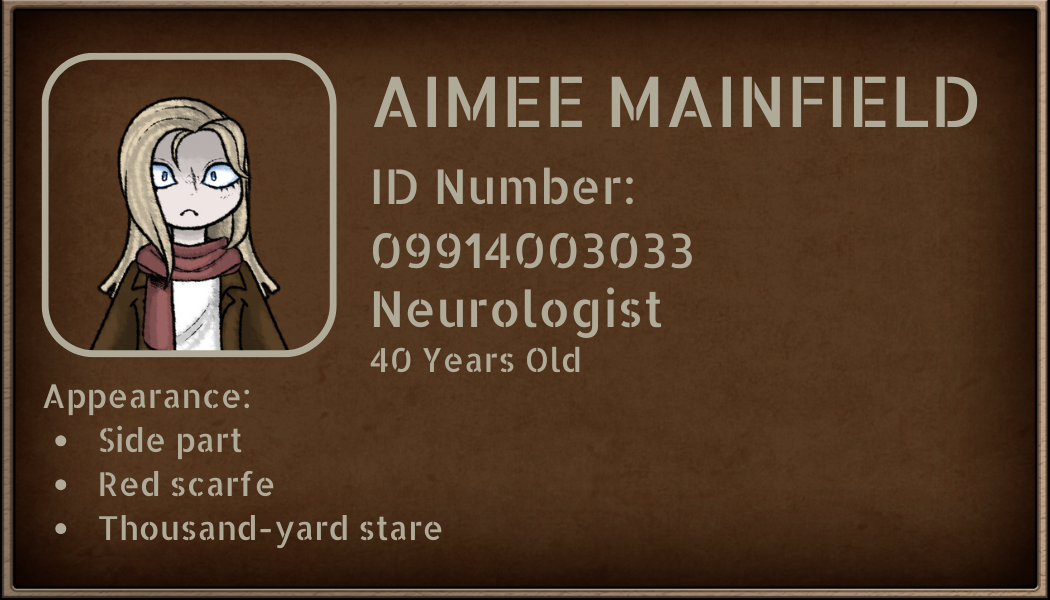 AIMEE MAINFIELD
ID Number:
09914003033
Neurologist
40 Years Old
Appearance:
• Side part
• Red scarfe
• Thousand-yard stare